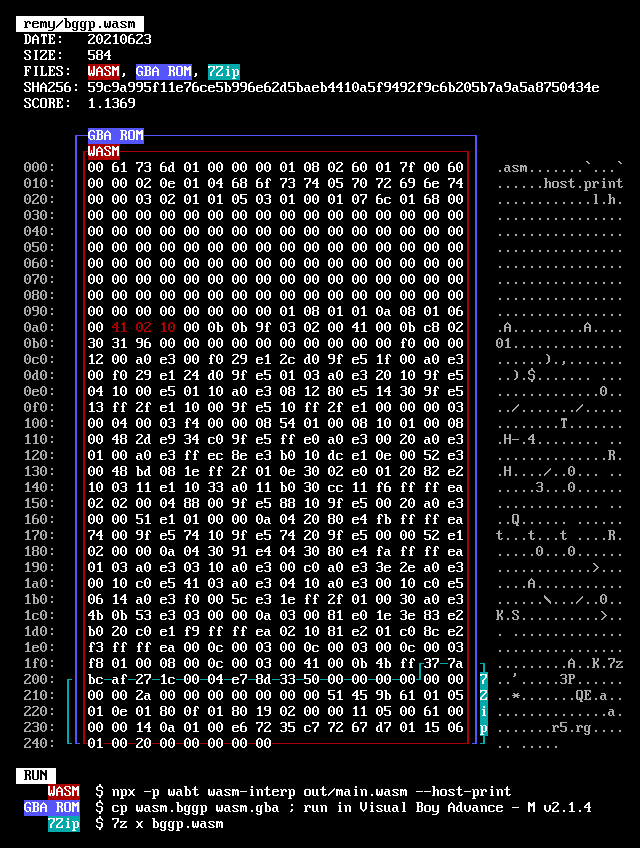 remy/bggp.wasm
DATE: 20210623
SIZE: 584
FILES: WASM, GBA ROM, 7Zip
SHA256: 59c9a995f11e76ce5b996e62d5baeb4410a5f9492f9c6b205b7a9a5a8750434e
SCORE: 1.1369
GBA ROM
WASM
000: 00 61 73 6d 01 00 00 00 01 08 02 60 01 7f 00 60 .asm.......`...`
010: 00 00 02 0e 01 04 68 6f 73 74 05 70 72 69 6e 74 ......host.print
020: 00 00 03 02 01 01 05 03 01 00 01 07 6c 01 68 00 ............l.h.
030: 00 00 00 00 00 00 00 00 00 00 00 00 00 00 00 00 ................
040: 00 00 00 00 00 00 00 00 00 00 00 00 00 00 00 00 ................
050: 00 00 00 00 00 00 00 00 00 00 00 00 00 00 00 00 ................
060: 00 00 00 00 00 00 00 00 00 00 00 00 00 00 00 00 ................
070: 00 00 00 00 00 00 00 00 00 00 00 00 00 00 00 00 ................
080: 00 00 00 00 00 00 00 00 00 00 00 00 00 00 00 00 ................
090: 00 00 00 00 00 00 00 01 08 01 01 0a 08 01 06 ................
0a0: 00 41 02 10 00 0b 0b 9f 03 02 00 41 00 0b c8 02 .A.........A....
0b0: 30 31 96 00 00 00 00 00 00 00 00 00 00 f0 00 00 01..............
0c0: 12 00 a0 e3 00 f0 29 e1 2c d0 9f e5 1f 00 a0 e3 ......).,.......
0d0: 00 f0 29 e1 24 d0 9f e5 01 03 a0 e3 20 10 9f e5 ..).$....... ...
0e0: 04 10 00 e5 01 10 a0 e3 08 12 80 e5 14 30 9f e5 .............0..
0f0: 13 ff 2f e1 10 00 9f e5 10 ff 2f e1 00 00 00 03 ../......./.....
100: 00 04 00 03 f4 00 00 08 54 01 00 08 10 01 00 08 ........T.......
110: 00 48 2d e9 34 c0 9f e5 ff e0 a0 e3 00 20 a0 e3 .H-.4........ ..
120: 01 00 a0 e3 ff ec 8e e3 b0 10 dc e1 0e 00 52 e3 ..............R.
130: 00 48 bd 08 1e ff 2f 01 0e 30 02 e0 01 20 82 e2 .H..../..0... ..
140: 10 03 11 e1 10 33 a0 11 b0 30 cc 11 f6 ff ff ea .....3...0......
150: 02 02 00 04 88 00 9f e5 88 10 9f e5 00 20 a0 e3 ............. ..
160: 00 00 51 e1 01 00 00 0a 04 20 80 e4 fb ff ff ea ..Q...... ......
170: 74 00 9f e5 74 10 9f e5 74 20 9f e5 00 00 52 e1 t...t...t ....R.
180: 02 00 00 0a 04 30 91 e4 04 30 80 e4 fa ff ff ea .....0...0......
190: 01 03 a0 e3 03 10 a0 e3 00 c0 a0 e3 3e 2e a0 e3 ............>...
1a0: 00 10 c0 e5 41 03 a0 e3 04 10 a0 e3 00 10 c0 e5 ....A...........
1b0: 06 14 a0 e3 f0 00 5c e3 1e ff 2f 01 00 30 a0 e3 ......\.../..0..
1c0: 4b 0b 53 e3 03 00 00 0a 03 00 81 e0 1e 3e 83 e2 K.S..........>..
1d0: b0 20 c0 e1 f9 ff ff ea 02 10 81 e2 01 c0 8c e2 . ..............
1e0: f3 ff ff ea 00 0c 00 03 00 0c 00 03 00 0c 00 03 ................
1f0: f8 01 00 08 00 0c 00 03 00 41 00 0b 4b ff 37 7a .........A..K.7z
200: bc af 27 1c 00 04 e7 8d 33 50 00 00 00 00 00 00 ..'.....3P......
210: 00 00 2a 00 00 00 00 00 00 00 51 45 9b 61 01 05 ..*.......QE.a..
220: 01 0e 01 80 0f 01 80 19 02 00 00 11 05 00 61 00 ..............a.
230: 00 00 14 0a 01 00 e6 72 35 c7 72 67 d7 01 15 06 .......r5.rg....
240: 01 00 20 00 00 00 00 00 .. .....
7Zip
RUN
WASM $ npx -p wabt wasm-interp out/main.wasm --host-print
GBA ROM $ cp wasm.bggp wasm.gba ; run in Visual Boy Advance - M v2.1.4
7Zip $ 7z x bggp.wasm